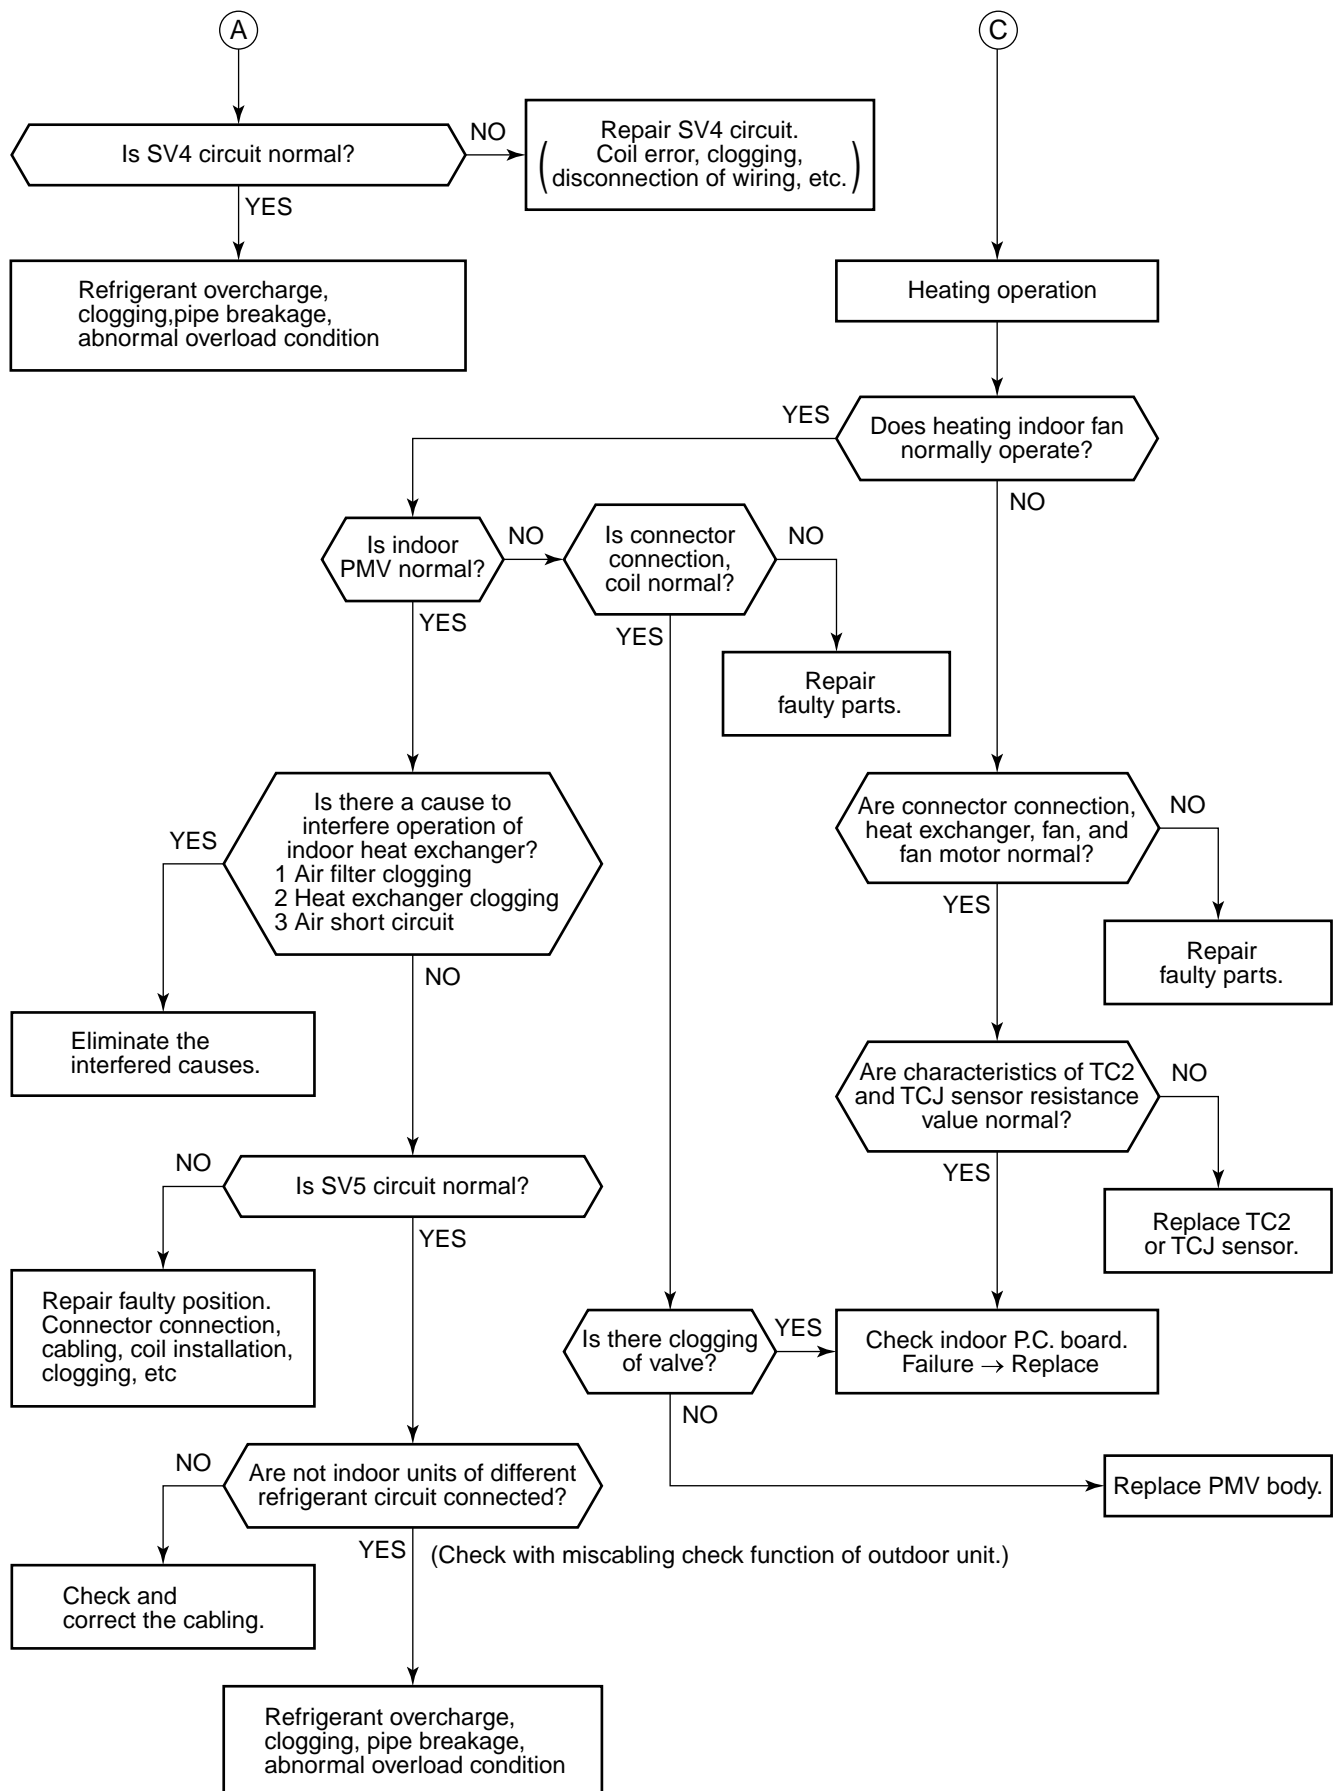 A
Is SV4 circuit normal?
NO
Repair SV4 circuit.
(Coil error, clogging,
disconnection of wiring, etc.)
YES
Refrigerant overcharge,
clogging,pipe breakage,
abnormal overload condition
C
Heating operation
Does heating indoor fan
normally operate?
YES
NO
Is indoor
PMV normal?
NO
YES
Is connector
connection,
coil normal?
NO
YES
Repair
faulty parts.
Is there a cause to
interfere operation of
indoor heat exchanger?
1 Air filter clogging
2 Heat exchanger clogging
3 Air short circuit
YES
NO
Eliminate the
interfered causes.
Are connector connection,
heat exchanger, fan, and
fan motor normal?
NO
YES
Repair
faulty parts.
Are characteristics of TC2
and TCJ sensor resistance
value normal?
NO
YES
Replace TC2
or TCJ sensor.
Is SV5 circuit normal?
NO
YES
Repair faulty position.
Connector connection,
cabling, coil installation,
clogging, etc
Is there clogging
of valve?
YES
NO
Check indoor P.C. board.
Failure → Replace
Replace PMV body.
Are not indoor units of different
refrigerant circuit connected?
NO
YES
(Check with miscabling check function of outdoor unit.)
Check and
correct the cabling.
Refrigerant overcharge,
clogging, pipe breakage,
abnormal overload condition